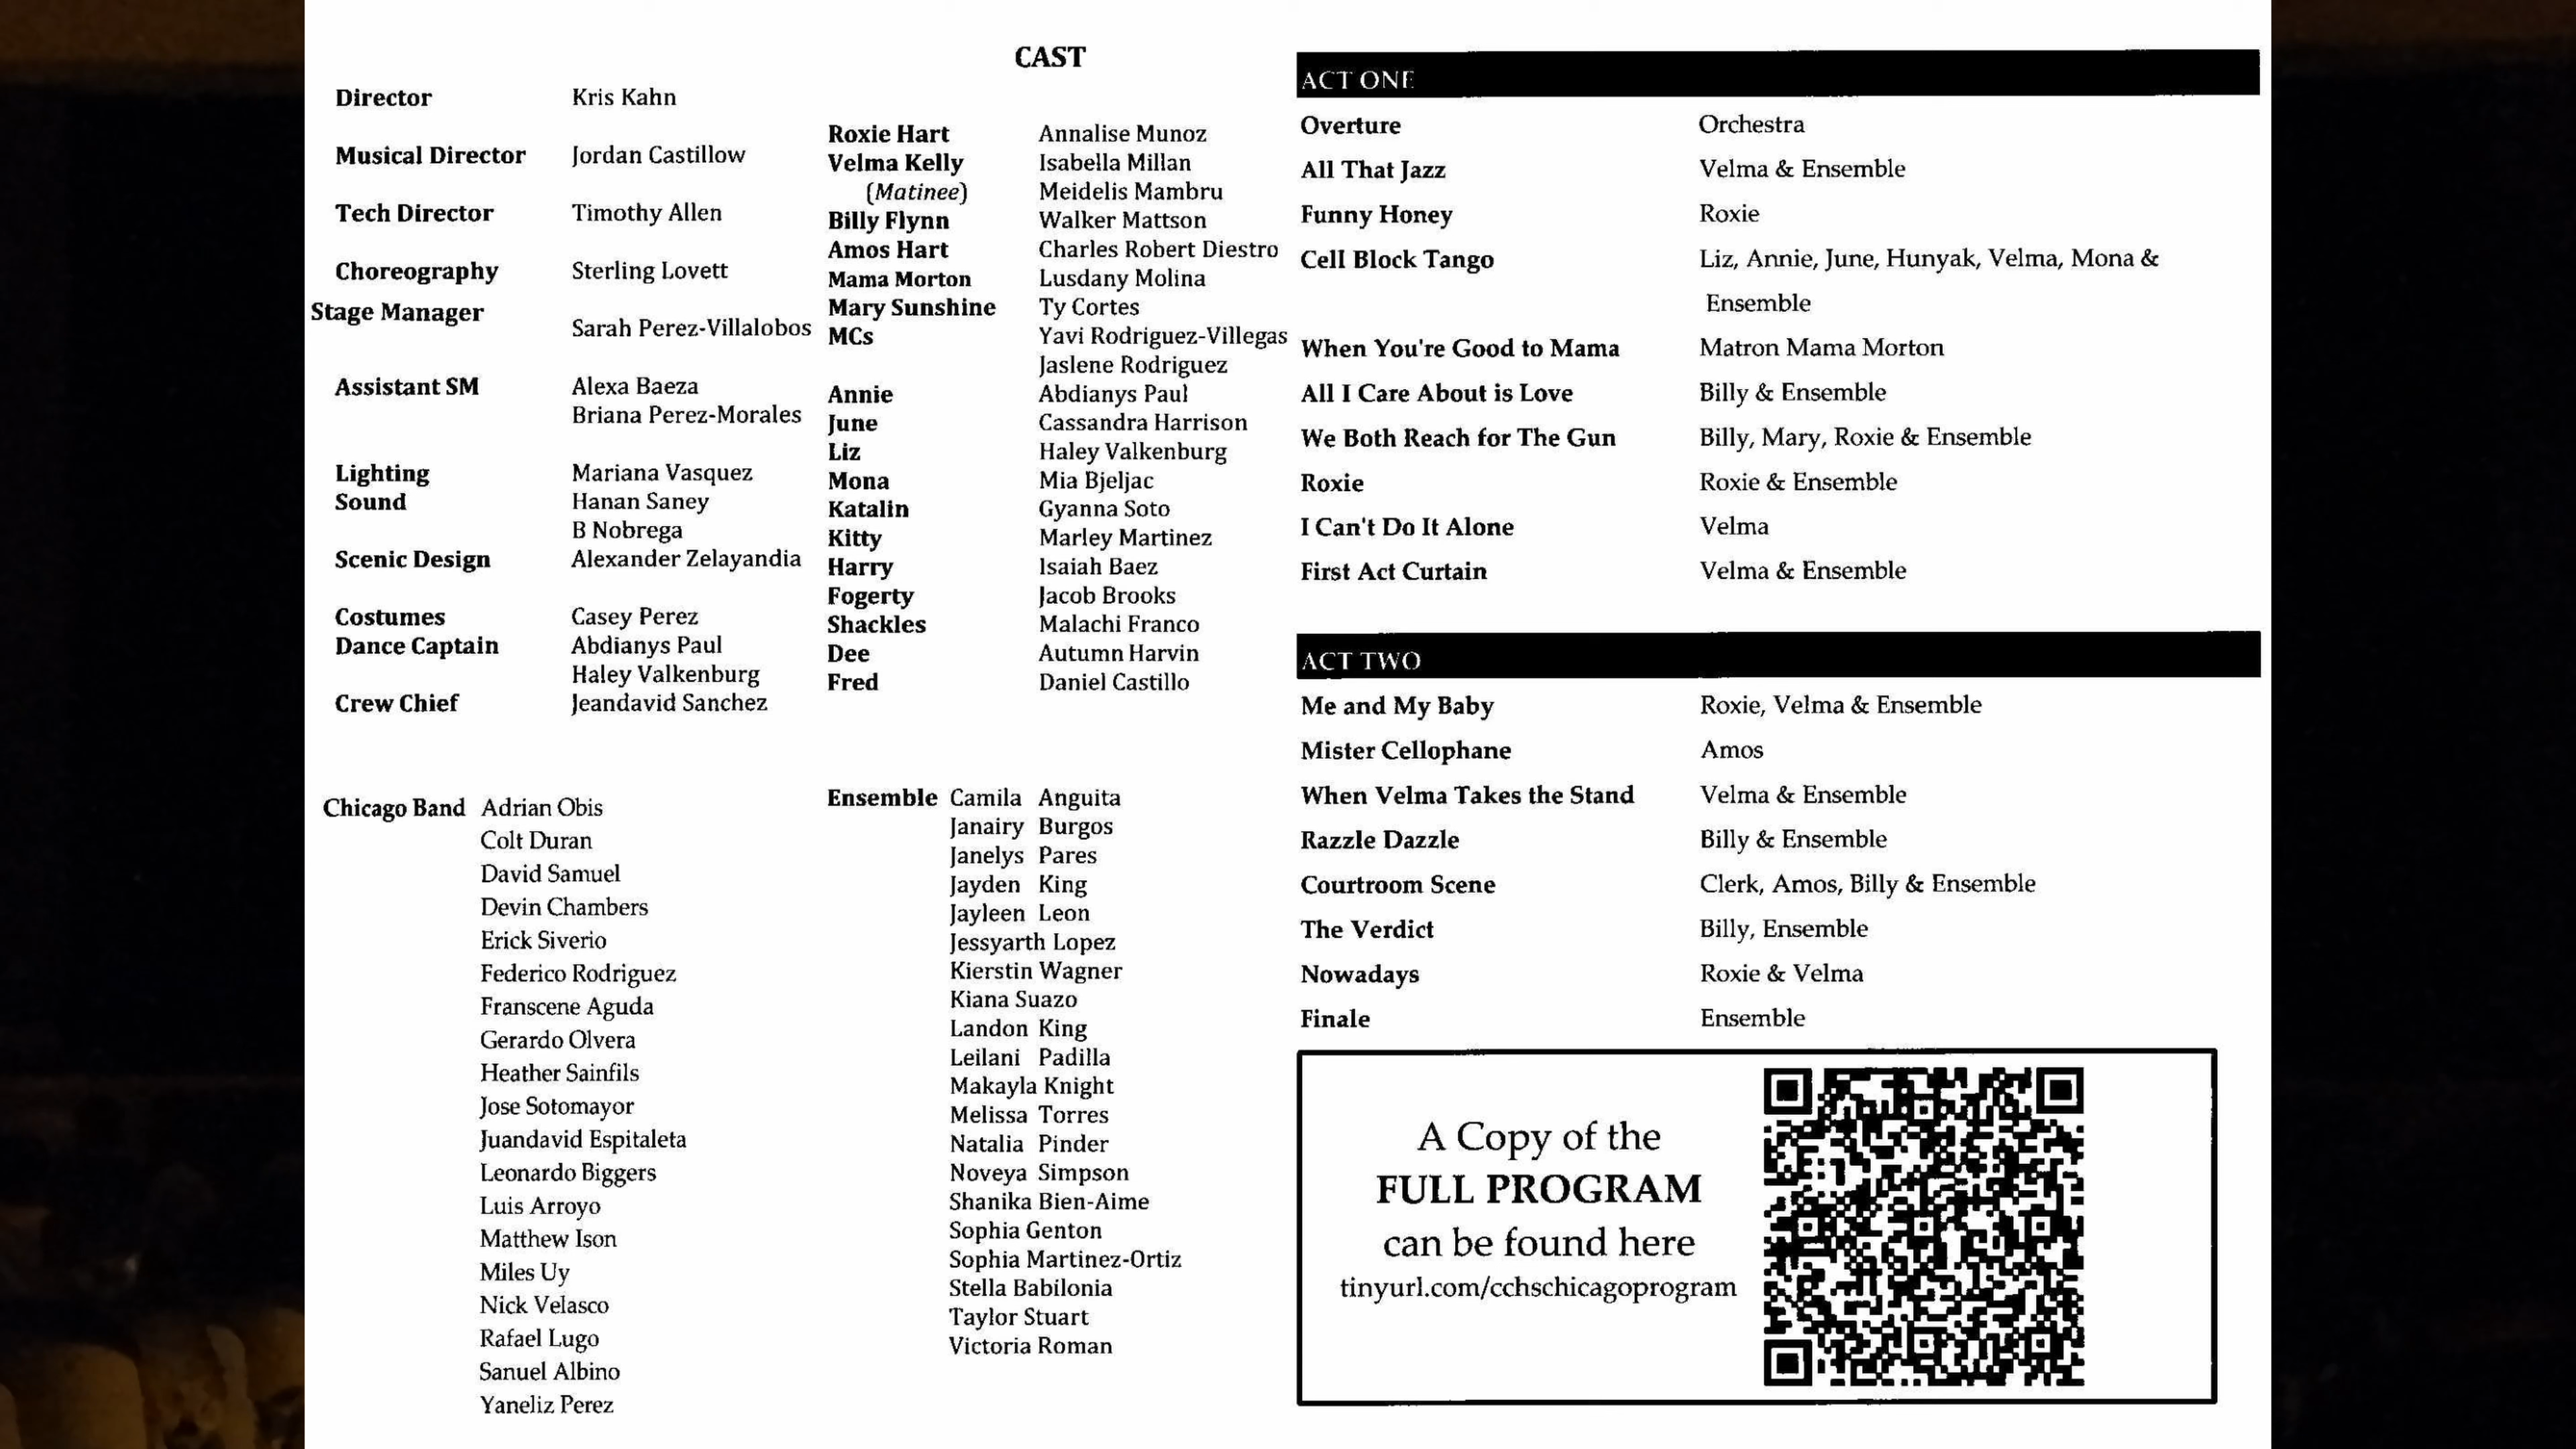 Director Kris Kahn
Musical Director Jordan Castillow
Tech Director Timothy Allen
Choreography Sterling Lovett
Stage Manager
Sarah Perez-Villalobos
Assistant SM Alexa Baeza
Briana Perez-Morales
Lighting Mariana Vasquez
Sound Hanan Saney
B Nobrega
Scenic Design Alexander Zelayandia
Costumes Casey Perez
Dance Captain Abdianys Paul
Haley Valkenburg
Crew Chief Jeandavid Sanchez
Chicago Band Adrian Obis
Colt Duran
David Samuel
Devin Chambers
Erick Siverio
Federico Rodriguez
Franscene Aguda
Gerardo Olvera
Heather Sainfils
Jose Sotomayor
Juandavid Espitaleta
Leonardo Biggers
Luis Arroyo
Matthew Ison
Miles Uy
Nick Velasco
Rafael Lugo
Sanuel Albino
Yaneliz Perez
CAST
Roxie Hart Annalise Munoz
Velma Kelly Isabella Millan
(Matinee) Meidelis Mambru
Billy Flynn Walker Mattson
Amos Hart Charles Robert Diestro
Mama Morton Lusdany Molina
Mary Sunshine Ty Cortes
MCs Yavi Rodriguez-Villegas
Jaslene Rodriguez
Annie Abdianys Paul
June Cassandra Harrison
Liz Haley Valkenburg
Mona Mia Bjeljac
Katalin Gyanna Soto
Kitty Marley Martinez
Harry Isaiah Baez
Fogerty Jacob Brooks
Shackles Malachi Franco
Dee Autumn Harvin
Fred Daniel Castillo
Ensemble Camila Anguita
Janairy Burgos
Janelys Pares
Jayden King
Jayleen Leon
Jessyarth Lopez
Kierstin Wagner
Kiana Suazo
Landon King
Leilani Padilla
Makayla Knight
Melissa Torres
Natalia Pinder
Noveya Simpson
Shanika Bien-Aime
Sophia Genton
Sophia Martinez-Ortiz
Stella Babilonia
Taylor Stuart
Victoria Roman
ACT ONE
Overture Orchestra
All That Jazz Velma & Ensemble
Funny Honey Roxie
Cell Block Tango Liz, Annie, June, Hunyak, Velma, Mona &
Ensemble
When You're Good to Mama Matron Mama Morton
All I Care About is Love Billy & Ensemble
We Both Reach for The Gun Billy, Mary, Roxie & Ensemble
Roxie Roxie & Ensemble
I Can't Do It Alone Velma
First Act Curtain Velma & Ensemble
ACT TWO
Me and My Baby Roxie, Velma & Ensemble
Mister Cellophane Amos
When Velma Takes the Stand Velma & Ensemble
Razzle Dazzle Billy & Ensemble
Courtroom Scene Clerk, Amos, Billy & Ensemble
The Verdict Billy, Ensemble
Nowadays Roxie & Velma
Finale Ensemble
A Copy of the
FULL PROGRAM
can be found here
tinyurl.com/cchschicagoprogram